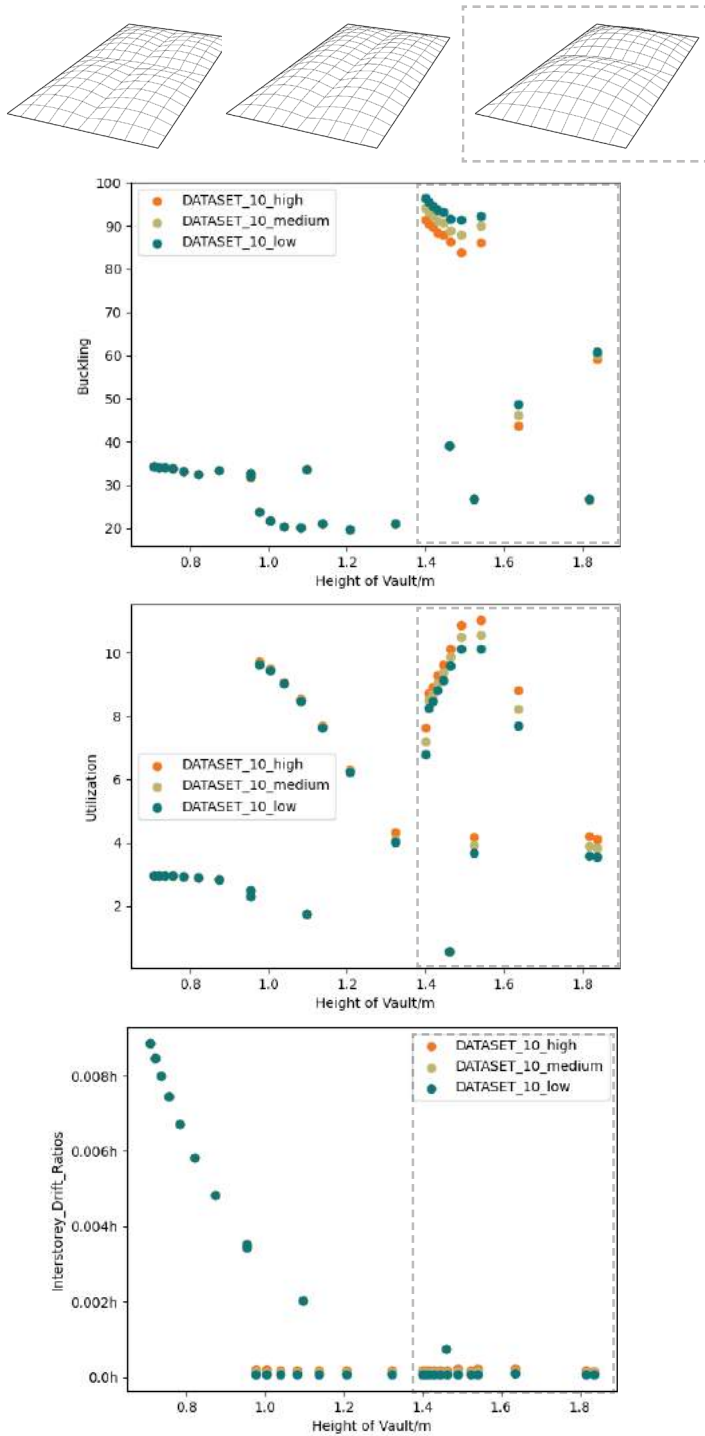 100
90
80
70
60
50
40
30
20
Buckling
DATASET_10_high
DATASET_10_medium
DATASET_10_low
0.8 1.0 1.2 1.4 1.6 1.8
Height of Vault/m
10
8
6
4
2
Utilization
DATASET_10_high
DATASET_10_medium
DATASET_10_low
0.8 1.0 1.2 1.4 1.6 1.8
Height of Vault/m
0.008h
0.006h
0.004h
0.002h
0.0h
Interstorey_Drift_Ratios
DATASET_10_high
DATASET_10_medium
DATASET_10_low
0.8 1.0 1.2 1.4 1.6 1.8
Height of Vault/m